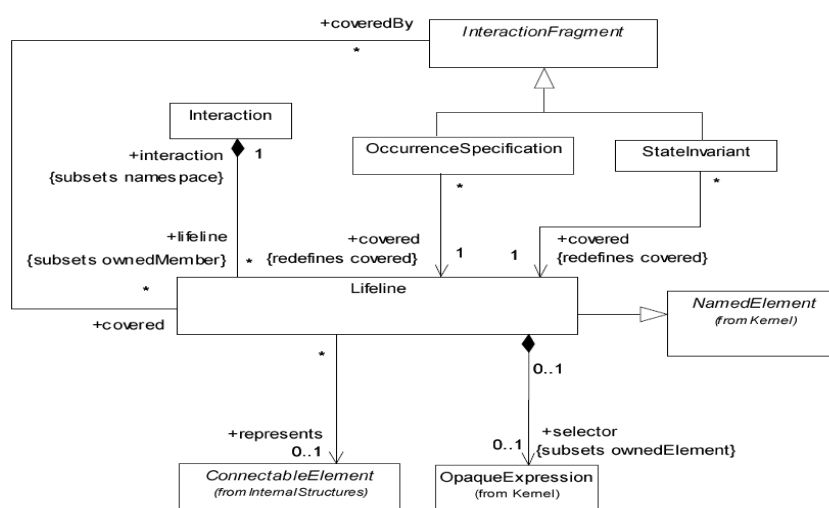 +coveredBy
*
InteractionFragment
Interaction
+interaction
1
{subsets namespace}
OccurrenceSpecification
StateInvariant
*
*
+lifeline
{subsets ownedMember}
*
+covered
{redefines covered}
1
+covered
1
{redefines covered}
*
+covered
Lifeline
NamedElement
(from Kernel)
*
0..1
+represents
0..1
+selector
0..1
{subsets ownedElement}
ConnectableElement
(from InternalStructures)
OpaqueExpression
(from Kernel)